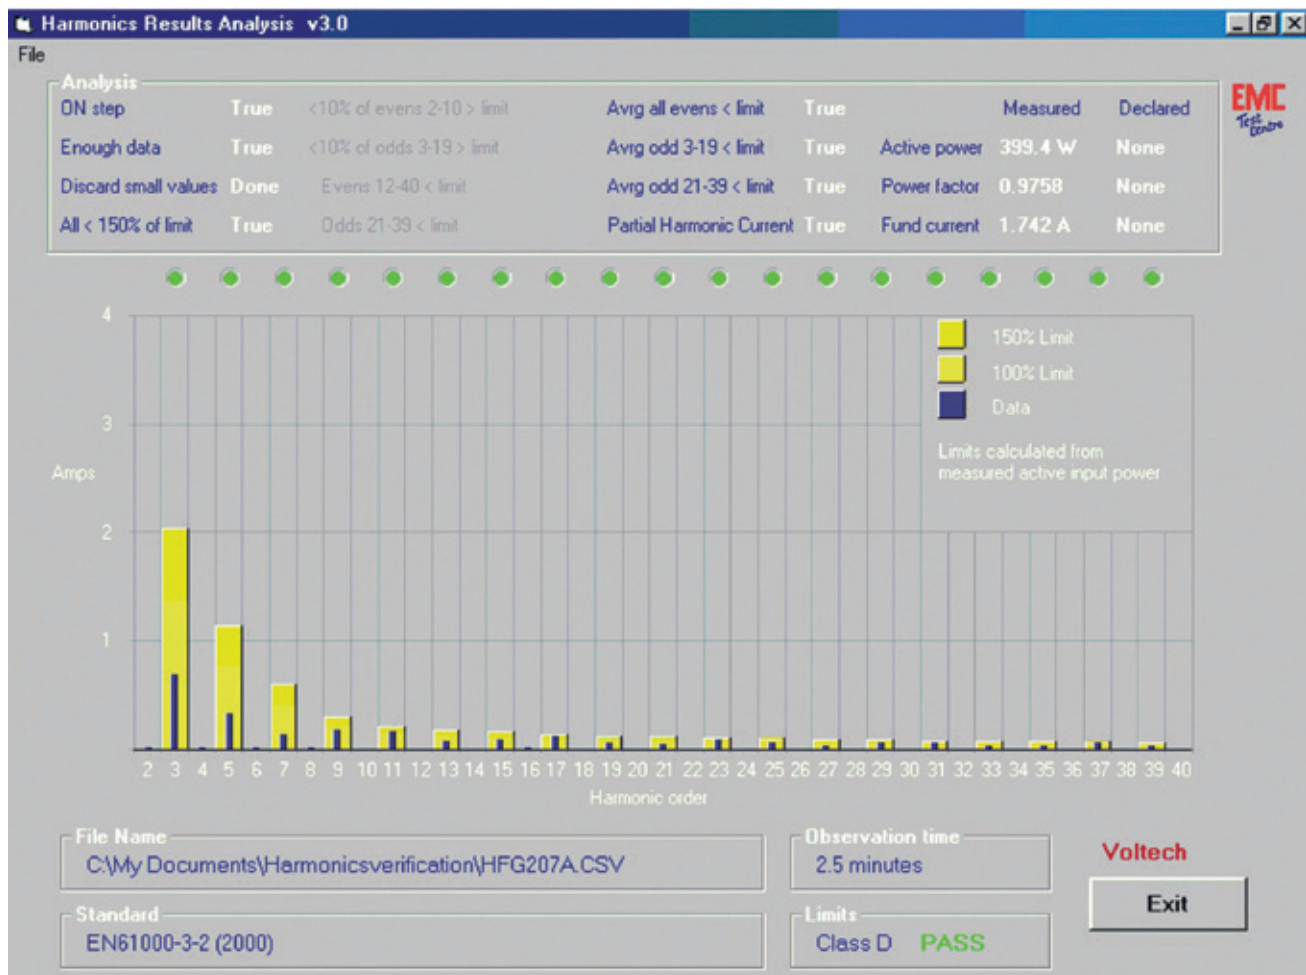 Harmonics Results Analysis v3.0
File
Analysis
ON step True <10% of evens 2-10 > limit Avrg all evens < limit True Measured Declared
Enough data True <10% of odds 3-19 > limit Avrg odd 3-19 < limit True Active power 399.4 W None
Discard small values Done Evens 12-40 < limit Avrg odd 21-39 < limit True Power factor 0.9758 None
All < 150% of limit True Odds 21-39 < limit Partial Harmonic Current True Fund current 1.742 A None
EMC
Test
Centre
4
3
2
1
Amps
150% Limit
100% Limit
Data
Limits calculated from
measured active input power
2 3 4 5 6 7 8 9 10 11 12 13 14 15 16 17 18 19 20 21 22 23 24 25 26 27 28 29 30 31 32 33 34 35 36 37 38 39 40
Harmonic order
File Name
C:\My Documents\Harmonicsverification\HFG207A.CSV
Observation time
2.5 minutes
Voltech
Exit
Standard
EN61000-3-2 (2000)
Limits
Class D PASS